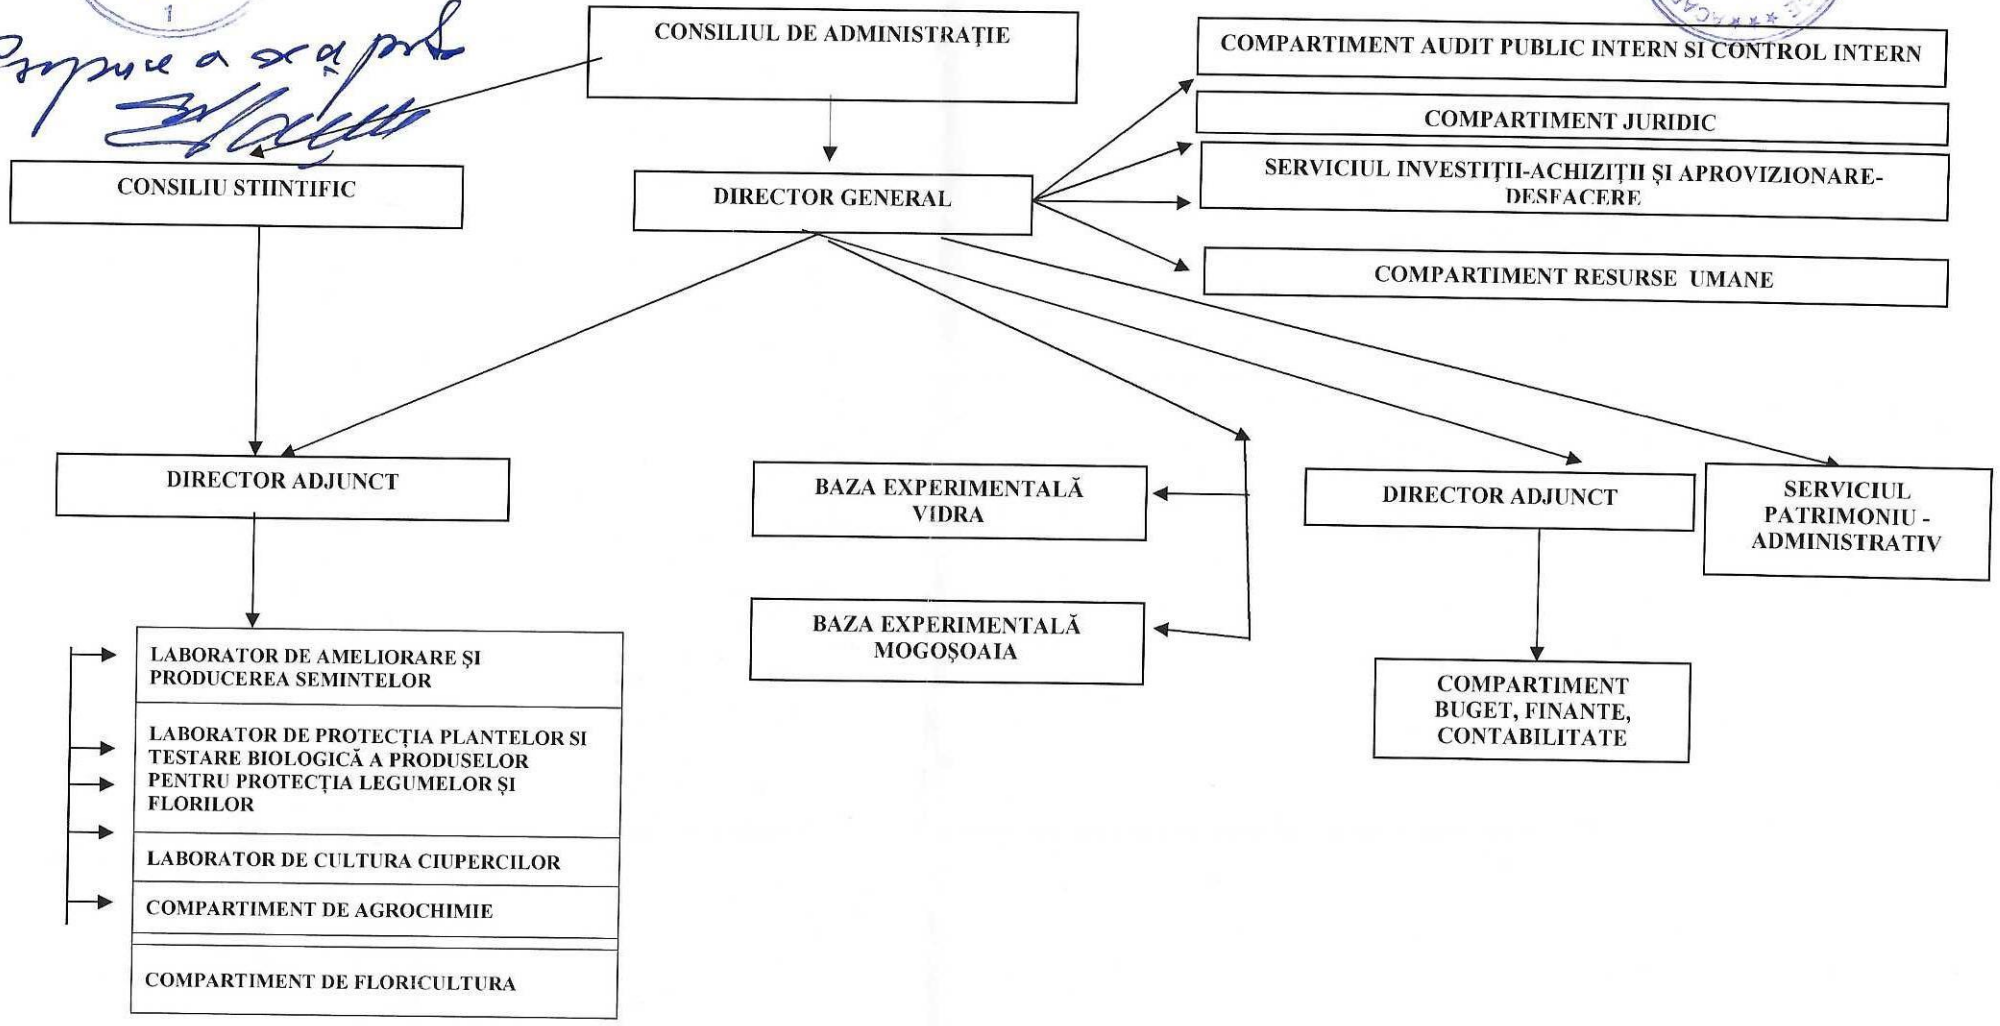 1
CONSILIUL DE ADMINISTRAȚIE
COMPARTIMENT AUDIT PUBLIC INTERN SI CONTROL INTERN
COMPARTIMENT JURIDIC
SERVICIUL INVESTIȚII-ACHIZIȚII ȘI APROVIZIONARE-
DESFACERE
COMPARTIMENT RESURSE UMANE
CONSILIU STIINTIFIC
DIRECTOR GENERAL
DIRECTOR ADJUNCT
BAZA EXPERIMENTALĂ
VIDRA
BAZA EXPERIMENTALĂ
MOGOȘOAIA
DIRECTOR ADJUNCT
SERVICIUL
PATRIMONIU -
ADMINISTRATIV
COMPARTIMENT
BUGET, FINANTE,
CONTABILITATE
LABORATOR DE AMELIORARE ȘI
PRODUCEREA SEMINTELOR
LABORATOR DE PROTECȚIA PLANTELOR SI
TESTARE BIOLOGICĂ A PRODUSELOR
PENTRU PROTECȚIA LEGUMELOR ȘI
FLORILOR
LABORATOR DE CULTURA CIUPERCILOR
COMPARTIMENT DE AGROCHIMIE
COMPARTIMENT DE FLORICULTURA